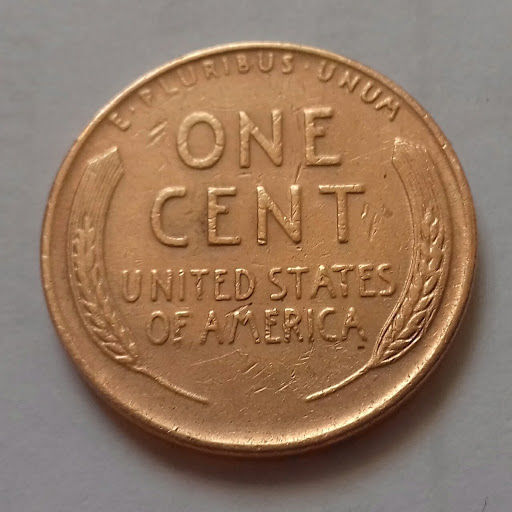 E·PLURIBUS·UNUM
ONE
CENT
UNITED STATES
OF AMERICA